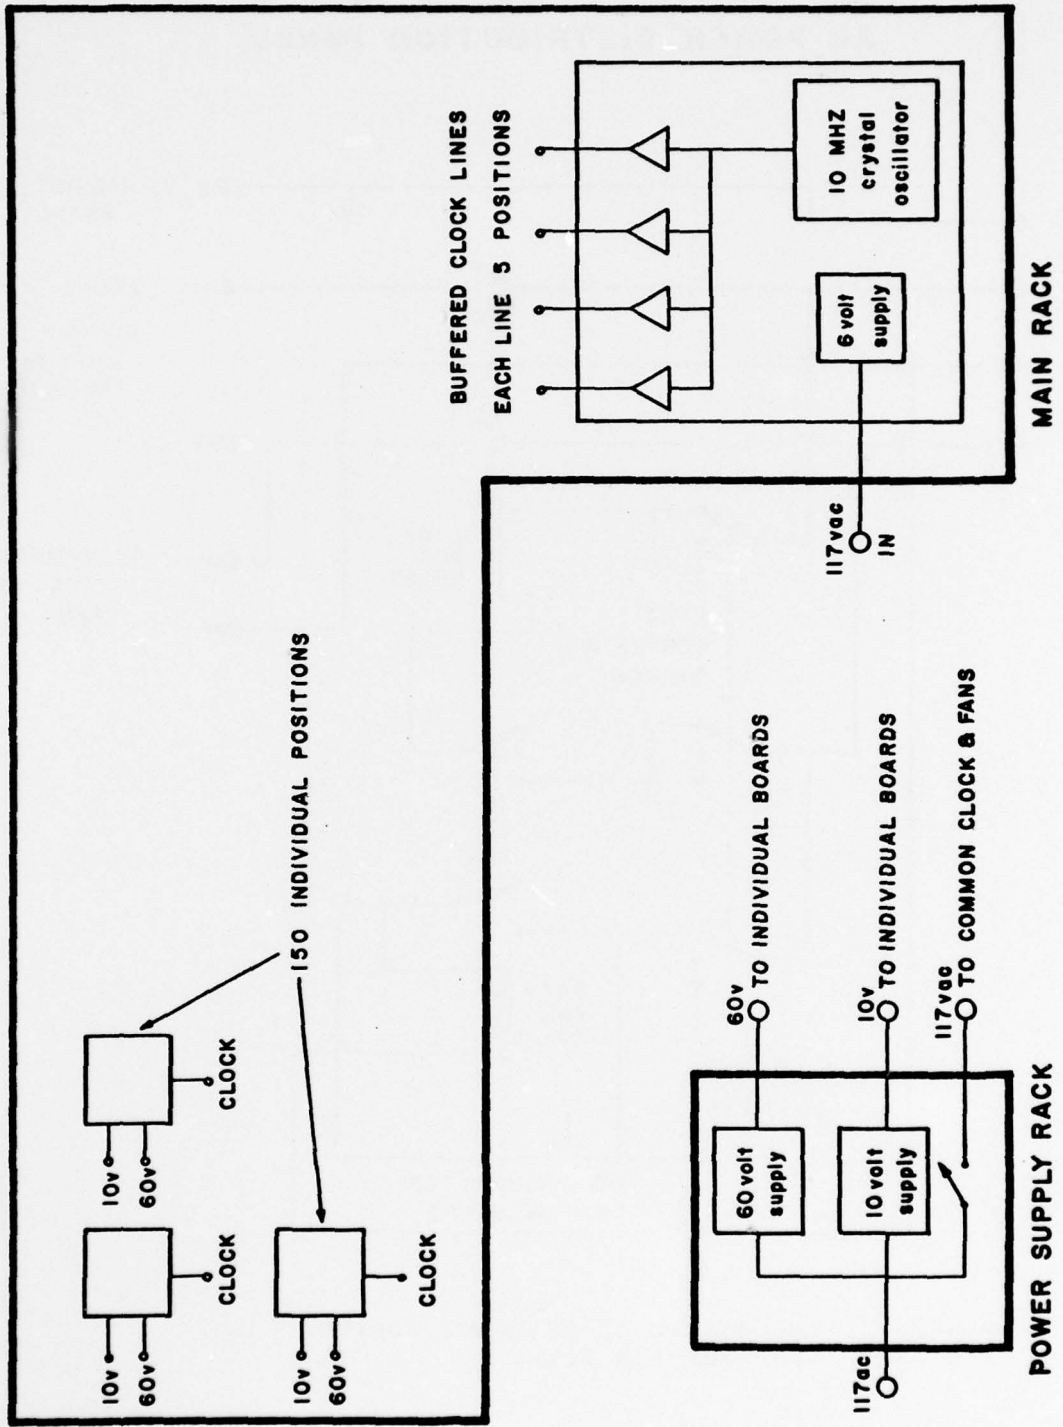 10v
60v
CLOCK
10v
60v
CLOCK
10v
60v
CLOCK
150 INDIVIDUAL POSITIONS
BUFFERED CLOCK LINES
EACH LINE 5 POSITIONS
10 MHZ
crystal
oscillator
6 volt
supply
117vac
IN
MAIN RACK
60 volt
supply
10 volt
supply
117ac
60v
TO INDIVIDUAL BOARDS
10v
TO INDIVIDUAL BOARDS
117vac
TO COMMON CLOCK & FANS
POWER SUPPLY RACK